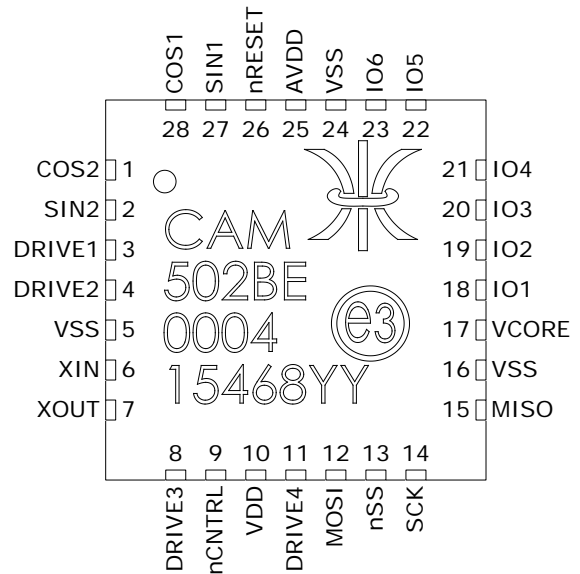 COS1 SIN1 nRESET AVDD VSS IO6 IO5
28 27 26 25 24 23 22
COS2 1
SIN2 2
DRIVE1 3
DRIVE2 4
VSS 5
XIN 6
XOUT 7
CAM
502BE
0004
15468YY
e3
21 IO4
20 IO3
19 IO2
18 IO1
17 VCORE
16 VSS
15 MISO
8 9 10 11 12 13 14
DRIVE3 nCNTRL VDD DRIVE4 MOSI nSS SCK